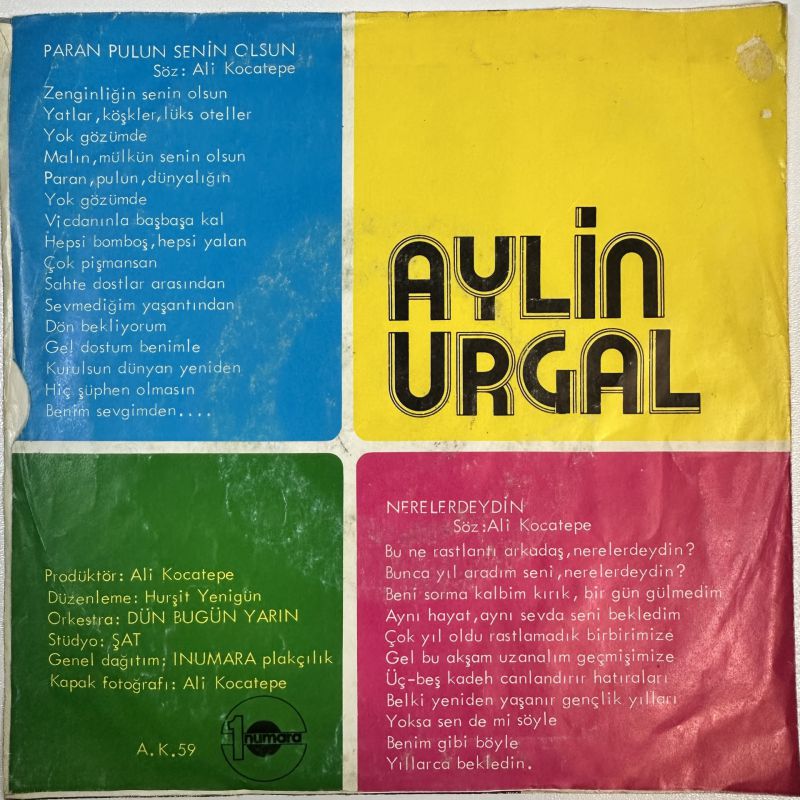 PARAN PULUN SENİN OLSUN
Söz: Ali Kocatepe
Zenginliğin senin olsun
Yatlar, köşkler, lüks oteller
Yok gözümde
Malın, mülkün senin olsun
Paran, pulun, dünyalığın
Yok gözümde
Vicdanınla başbaşa kal
Hepsi bomboş, hepsi yalan
Çok pişmansan
Sahte dostlar arasından
Sevmediğim yaşantından
Dön bekliyorum
Gel dostum benimle
Kurulsun dünyan yeniden
Hiç şüphen olmasın
Benim sevgimden....
AYLİN
URGAL
Prodüktör: Ali Kocatepe
Düzenleme: Hurşit Yenigün
Orkestra: DÜN BUGÜN YARIN
Stüdyo: ŞAT
Genel dağıtım; 1NUMARA plakçılık
Kapak fotoğrafı: Ali Kocatepe
A.K.59
1numara
NERELERDEYDİN
Söz: Ali Kocatepe
Bu ne rastlantı arkadaş, nerelerdeydin?
Bunca yıl aradım seni, nerelerdeydin?
Beni sorma kalbim kırık, bir gün gülmedim
Aynı hayat, aynı sevda seni bekledim
Çok yıl oldu rastlamadık birbirimize
Gel bu akşam uzanalım geçmişimize
Üç-beş kadeh canlandırır hatıraları
Belki yeniden yaşanır gençlik yılları
Yoksa sen de mi söyle
Benim gibi böyle
Yıllarca bekledin.